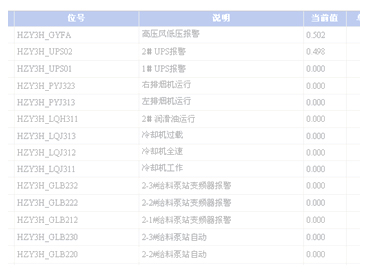 位号 说明 当前值
HZY3H_GYFA 高压风低压报警 0.502
HZY3H_UPS02 2# UPS报警 0.498
HZY3H_UPS01 1# UPS报警 0.000
HZY3H_PYJ323 右排烟机运行 0.000
HZY3H_PYJ313 左排烟机运行 0.000
HZY3H_LQH311 2# 润滑油运行 0.000
HZY3H_LQJ313 冷却机过载 0.000
HZY3H_LQJ312 冷却机全速 0.000
HZY3H_LQJ311 冷却机工作 0.000
HZY3H_GLB232 2-3#给料泵站变频器报警 0.000
HZY3H_GLB222 2-2#给料泵站变频器报警 0.000
HZY3H_GLB212 2-1#给料泵站变频器报警 0.000
HZY3H_GLB230 2-3#给料泵站自动 0.000
HZY3H_GLB220 2-2#给料泵站自动 0.000